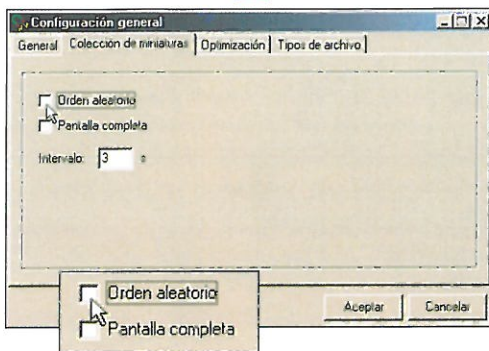 Configuración general
General Colección de miniaturas Optimización Tipos de archivo
Orden aleatorio
Pantalla completa
Intervalo: 3 s
Aceptar Cancelar
Orden aleatorio
Pantalla completa